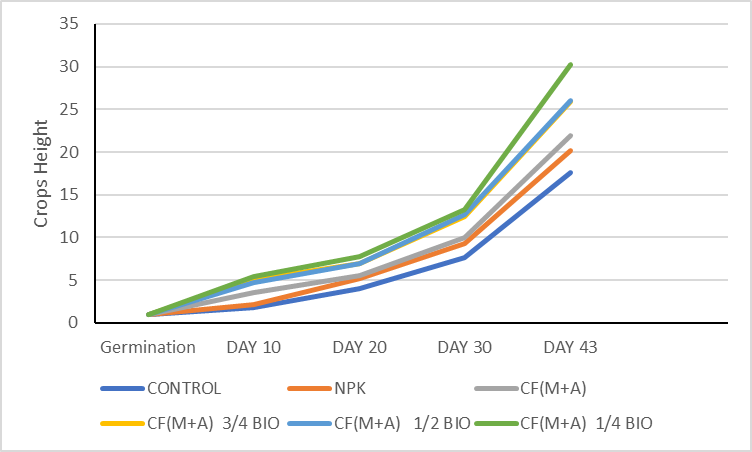 35
30
25
20
15
10
5
0
Crops Height
Germination DAY 10 DAY 20 DAY 30 DAY 43
CONTROL NPK CF(M+A)
CF(M+A) 3/4 BIO CF(M+A) 1/2 BIO CF(M+A) 1/4 BIO